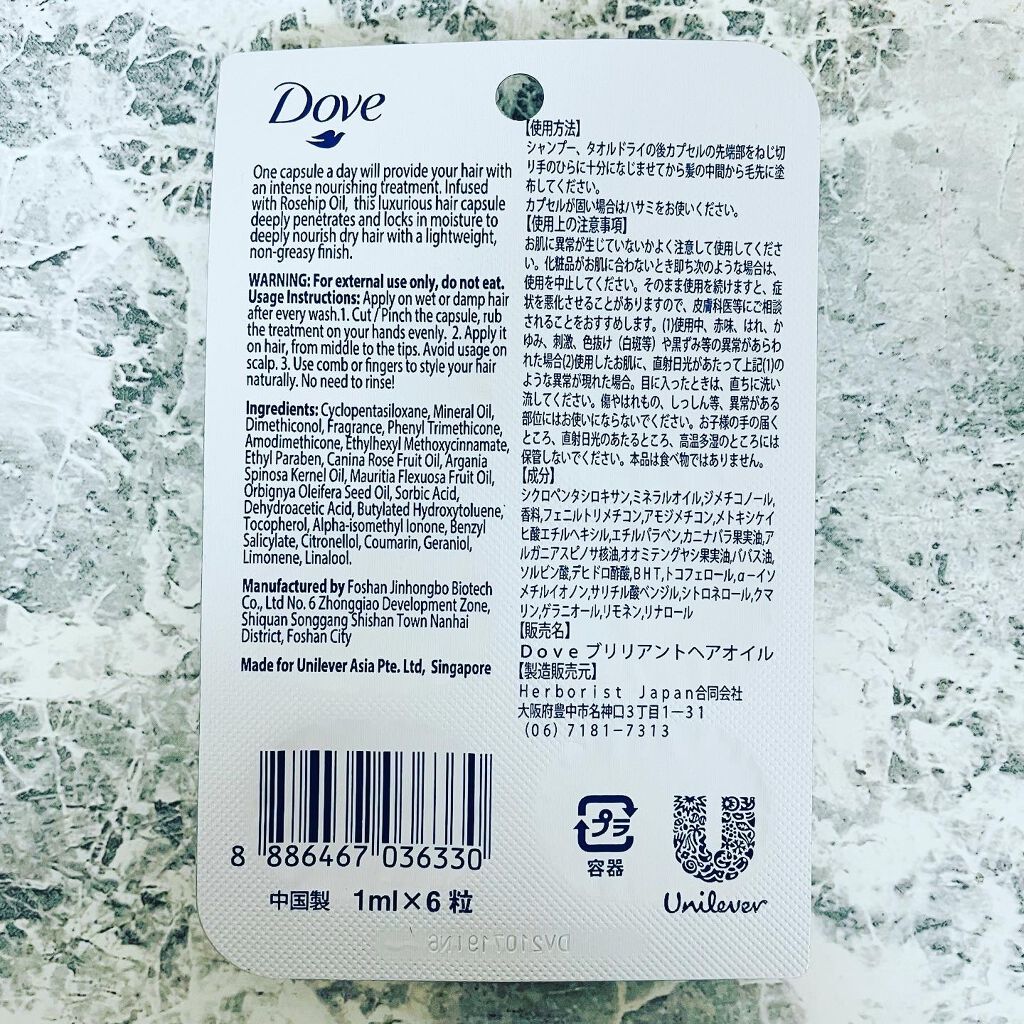 Dove
One capsule a day will provide your hair with
an intense nourishing treatment. Infused
with Rosehip Oil, this luxurious hair capsule
deeply penetrates and locks in moisture to
deeply nourish dry hair with a lightweight,
non-greasy finish.
WARNING: For external use only, do not eat.
Usage Instructions: Apply on wet or damp hair
after every wash.1. Cut / Pinch the capsule, rub
the treatment on your hands evenly. 2. Apply it
on hair, from middle to the tips. Avoid usage on
scalp. 3. Use comb or fingers to style your hair
naturally. No need to rinse!
Ingredients: Cyclopentasiloxane, Mineral Oil,
Dimethiconol, Fragrance, Phenyl Trimethicone,
Amodimethicone, Ethylhexyl Methoxycinnamate,
Ethyl Paraben, Canina Rose Fruit Oil, Argania
Spinosa Kernel Oil, Mauritia Flexuosa Fruit Oil,
Orbignya Oleifera Seed Oil, Sorbic Acid,
Dehydroacetic Acid, Butylated Hydroxytoluene,
Tocopherol, Alpha-isomethyl Ionone, Benzyl
Salicylate, Citronellol, Coumarin, Geraniol,
Limonene, Linalool.
Manufactured by Foshan Jinhongbo Biotech
Co., Ltd No. 6 Zhongqiao Development Zone,
Shiquan Songgang Shishan Town Nanhai
District, Foshan City
Made for Unilever Asia Pte. Ltd, Singapore
8 886467 036330
中国製 1ml×6粒
【使用方法】
シャンプー、タオルドライの後カプセルの先端部をねじ切
り手のひらに十分になじませてから髪の中間から毛先に塗
布してください。
カプセルが固い場合はハサミをお使いください。
【使用上の注意事項】
お肌に異常が生じていないかよく注意して使用してくださ
い。化粧品がお肌に合わないとき即ち次のような場合は、
使用を中止してください。そのまま使用を続けますと、症
状を悪化させることがありますので、皮膚科医等にご相談
されることをおすすめします。(1)使用中、赤味、はれ、か
ゆみ、刺激、色抜け（白斑等）や黒ずみ等の異常があらわ
れた場合(2)使用したお肌に、直射日光があたって上記(1)の
ような異常が現れた場合。目に入ったときは、直ちに洗い
流してください。傷やはれもの、しっしん等、異常がある
部位にはお使いにならないでください。お子様の手の届く
ところ、直射日光のあたるところ、高温多湿のところには
保管しないでください。本品は食べ物ではありません。
【成分】
シクロペンタシロキサン,ミネラルオイル,ジメチコノール,
香料,フェニルトリメチコン,アモジメチコン,メトキシケイ
ヒ酸エチルヘキシル,エチルパラベン,カニナバラ果実油,ア
ルガニアスピノサ核油,オオミテングヤシ果実油,ババス油,
ソルビン酸,デヒドロ酢酸,BHT,トコフェロール,α-イソ
メチルイオノン,サリチル酸ベンジル,シトロネロール,クマ
リン,ゲラニオール,リモネン,リナロール
【販売名】
Dove ブリリアントヘアオイル
【製造販売元】
Herborist Japan合同会社
大阪府豊中市名神口3丁目1－31
(06) 7181-7313
プラ
容器
Unilever
DV210719IN6